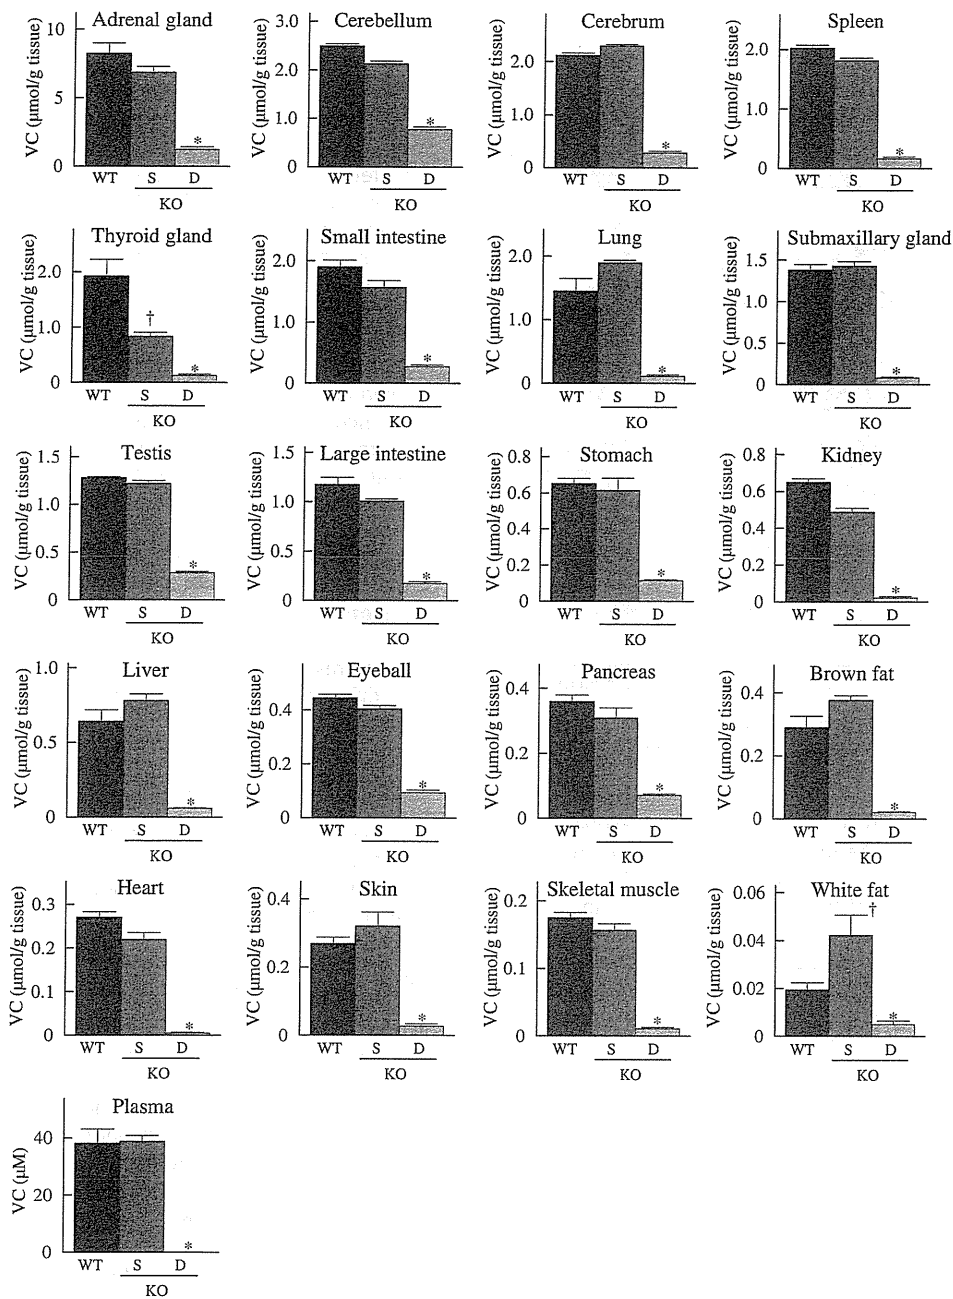 Adrenal gland
VC (μmol/g tissue)
10
5
0
*
WT S D
KO
Cerebellum
VC (μmol/g tissue)
3.0
2.0
1.0
0
*
WT S D
KO
Cerebrum
VC (μmol/g tissue)
2.0
1.0
0
*
WT S D
KO
Spleen
VC (μmol/g tissue)
2.0
1.0
0
*
WT S D
KO
Thyroid gland
VC (μmol/g tissue)
2.0
1.0
0
†
*
WT S D
KO
Small intestine
VC (μmol/g tissue)
2.0
1.0
0
*
WT S D
KO
Lung
VC (μmol/g tissue)
2.0
1.0
0
*
WT S D
KO
Submaxillary gland
VC (μmol/g tissue)
1.5
1.0
0.5
0
*
WT S D
KO
Testis
VC (μmol/g tissue)
1.5
1.0
0.5
0
*
WT S D
KO
Large intestine
VC (μmol/g tissue)
1.5
1.0
0.5
0
*
WT S D
KO
Stomach
VC (μmol/g tissue)
0.8
0.6
0.4
0.2
0
*
WT S D
KO
Kidney
VC (μmol/g tissue)
0.8
0.6
0.4
0.2
0
*
WT S D
KO
Liver
VC (μmol/g tissue)
1.0
0.5
0
*
WT S D
KO
Eyeball
VC (μmol/g tissue)
0.4
0.2
0
*
WT S D
KO
Pancreas
VC (μmol/g tissue)
0.4
0.2
0
*
WT S D
KO
Brown fat
VC (μmol/g tissue)
0.4
0.2
0
*
WT S D
KO
Heart
VC (μmol/g tissue)
0.3
0.2
0.1
0
*
WT S D
KO
Skin
VC (μmol/g tissue)
0.4
0.2
0
*
WT S D
KO
Skeletal muscle
VC (μmol/g tissue)
0.2
0.1
0
*
WT S D
KO
White fat
VC (μmol/g tissue)
0.06
0.04
0.02
0
†
*
WT S D
KO
Plasma
VC (μM)
40
20
0
*
WT S D
KO